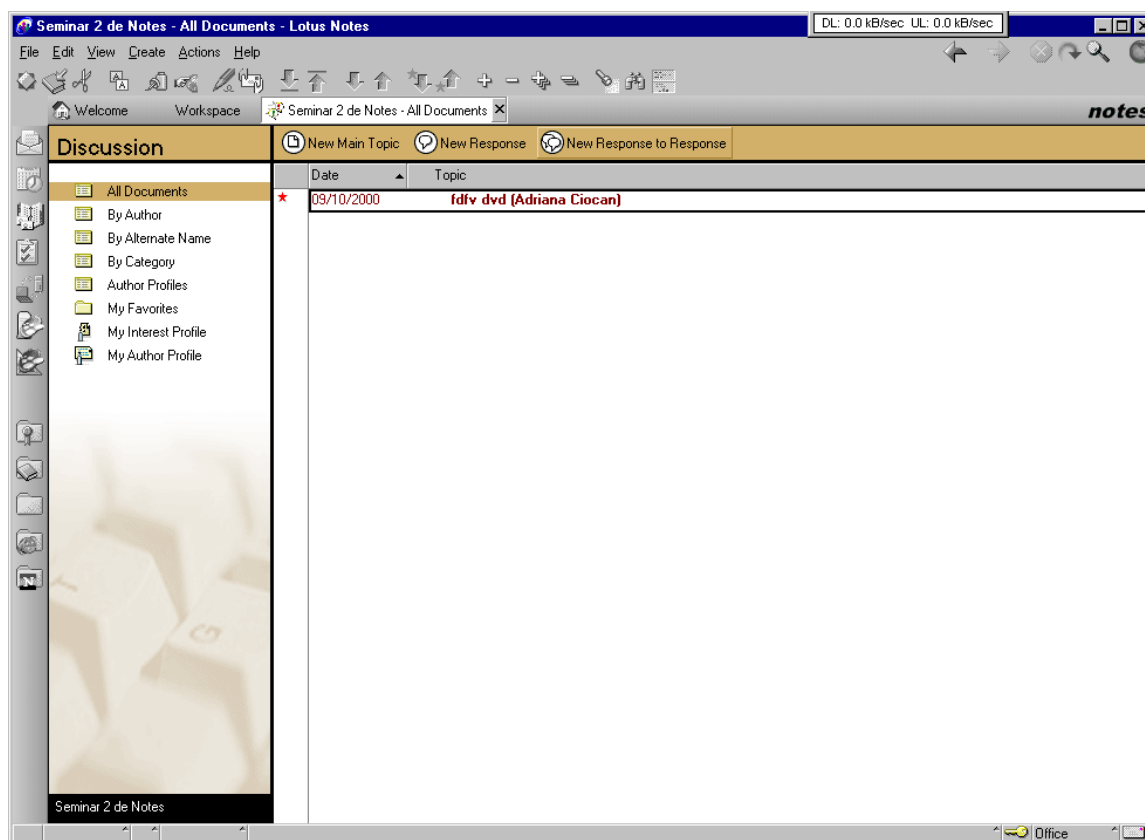 Seminar 2 de Notes - All Documents - Lotus Notes
DL: 0.0 kB/sec UL: 0.0 kB/sec
File Edit View Create Actions Help
Welcome Workspace Seminar 2 de Notes - All Documents
notes
Discussion
New Main Topic New Response New Response to Response
Date Topic
All Documents
09/10/2000 fdfv dvd (Adriana Ciocan)
By Author
By Alternate Name
By Category
Author Profiles
My Favorites
My Interest Profile
My Author Profile
T
G
Seminar 2 de Notes
Office